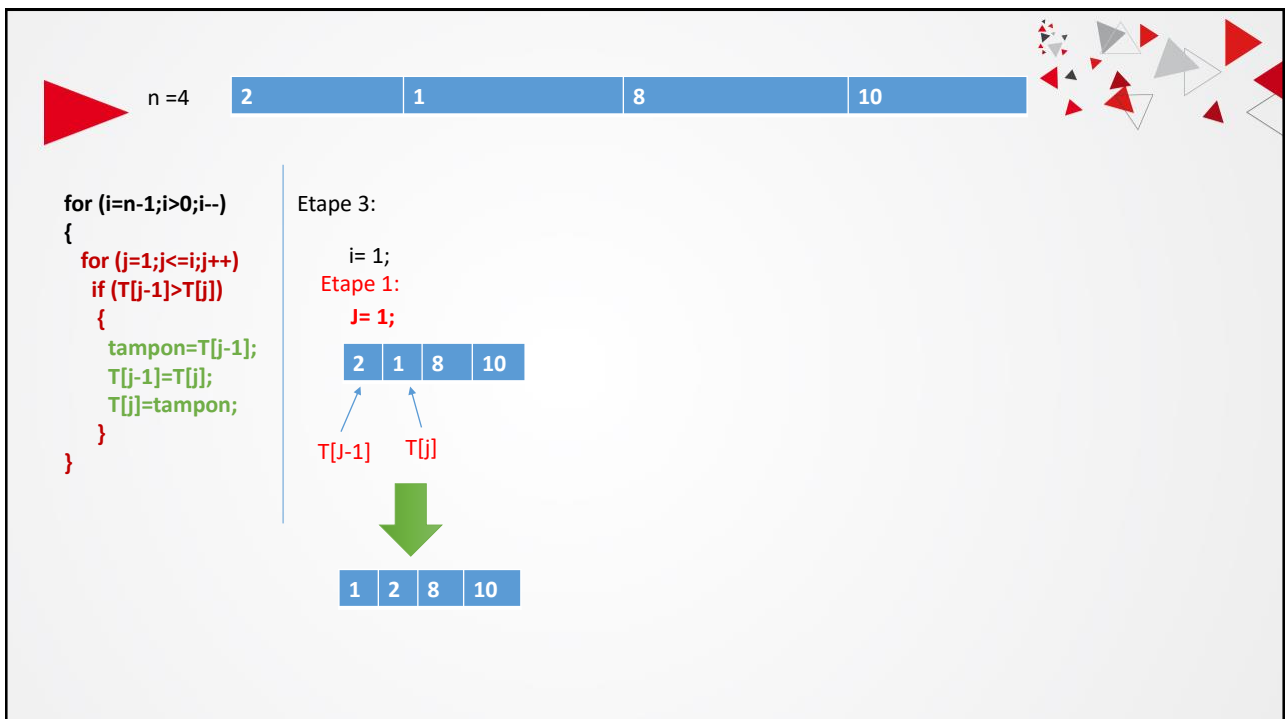 n =4
2 1 8 10
for (i=n-1;i>0;i--)
{
for (j=1;j<=i;j++)
if (T[j-1]>T[j])
{
tampon=T[j-1];
T[j-1]=T[j];
T[j]=tampon;
}
}
Etape 3:
i= 1;
Etape 1:
J= 1;
2 1 8 10
T[J-1] T[j]
1 2 8 10